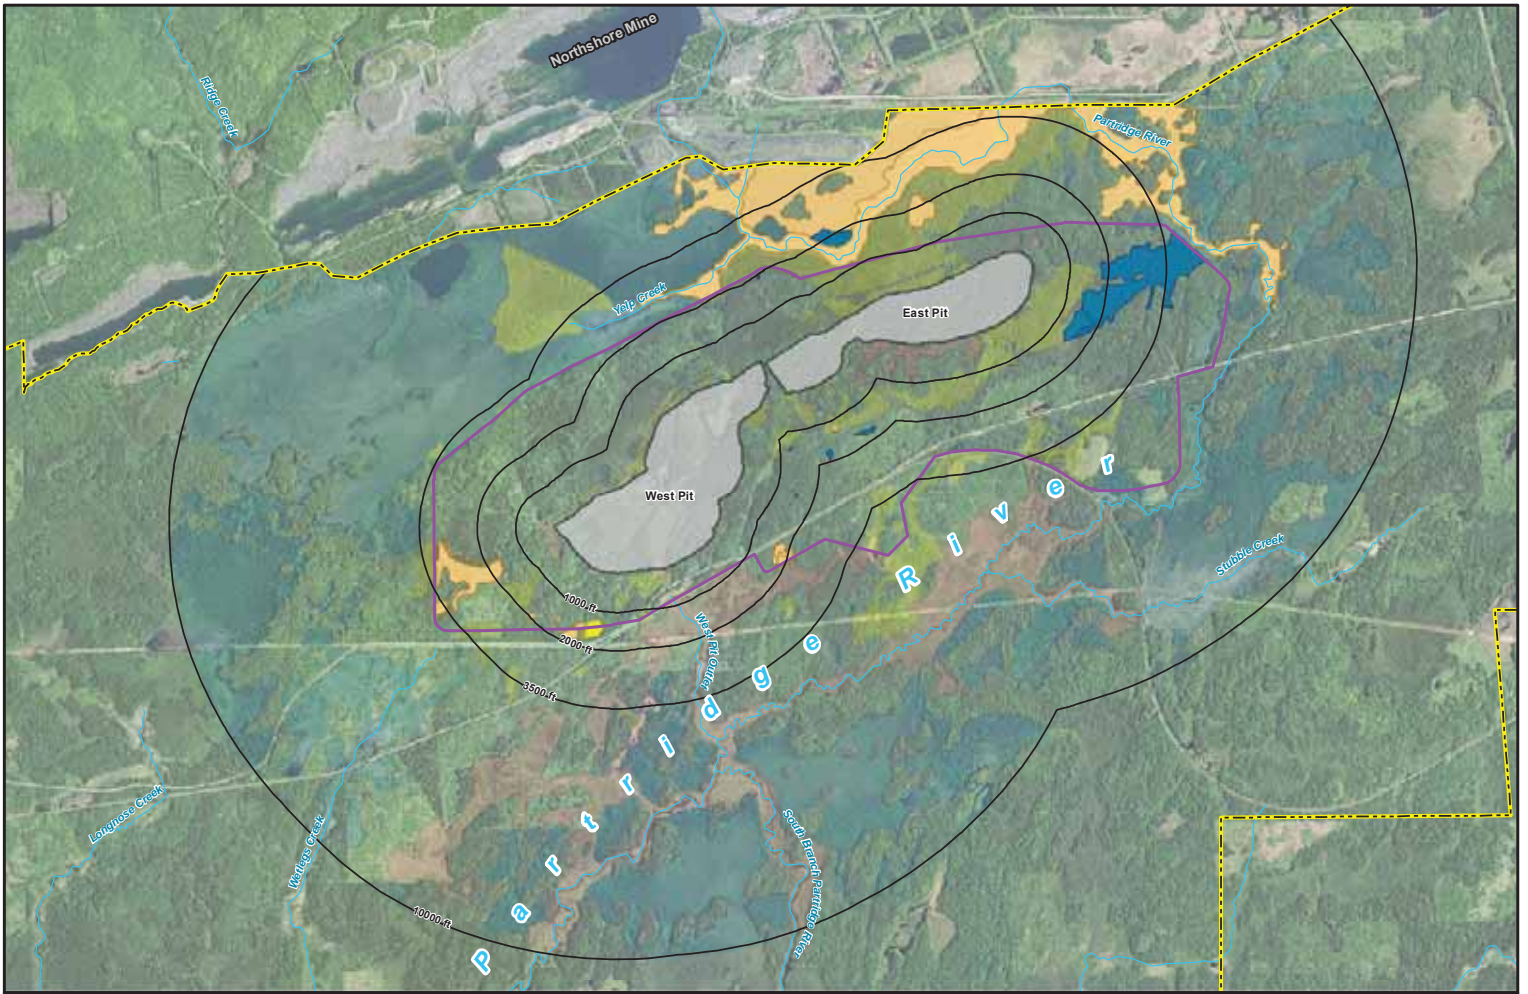 Northshore Mine
Ridge Creek
Partridge River
Yelp Creek
East Pit
West Pit
Partridge River
Stubble Creek
1000-ft
2000-ft
3500-ft
West Pit Outlet
Longnose Creek
Wetlegs Creek
South Branch Partridge River
10000-ft